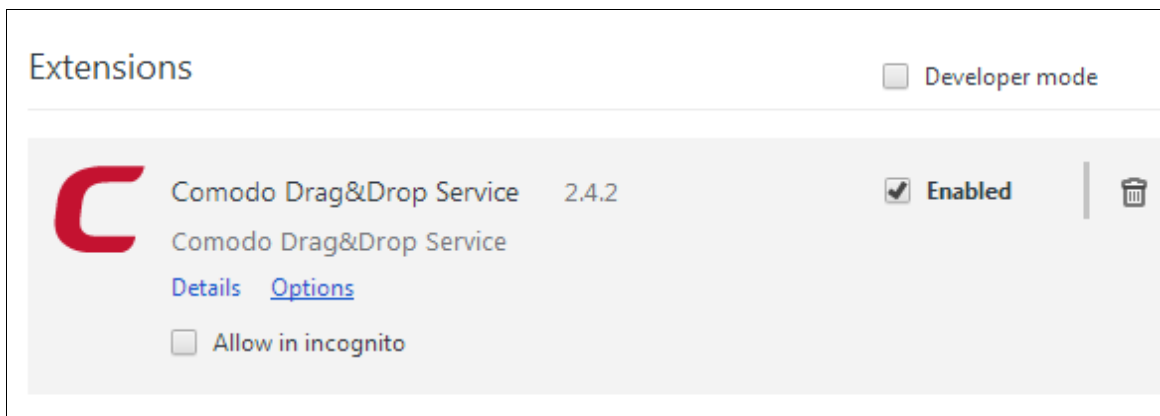 Extensions
Developer mode
Comodo Drag&Drop Service 2.4.2
Enabled
Comodo Drag&Drop Service
Details Options
Allow in incognito